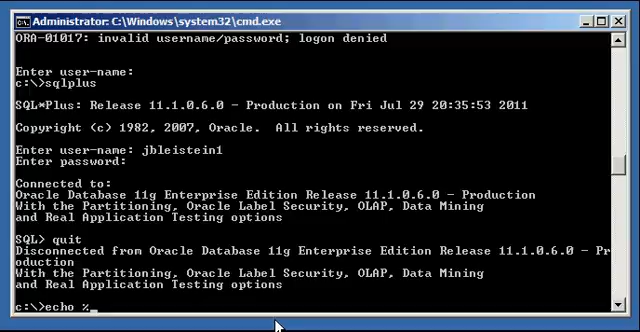 Administrator: C:\Windows\system32\cmd.exe
ORA-01017: invalid username/password; logon denied
Enter user-name:
c:\>sqlplus
SQL*Plus: Release 11.1.0.6.0 - Production on Fri Jul 29 20:35:53 2011
Copyright (c) 1982, 2007, Oracle.  All rights reserved.
Enter user-name: jbleistein1
Enter password:
Connected to:
Oracle Database 11g Enterprise Edition Release 11.1.0.6.0 - Production
With the Partitioning, Oracle Label Security, OLAP, Data Mining
and Real Application Testing options
SQL> quit
Disconnected from Oracle Database 11g Enterprise Edition Release 11.1.0.6.0 - Pr
oduction
With the Partitioning, Oracle Label Security, OLAP, Data Mining
and Real Application Testing options
c:\>echo %_